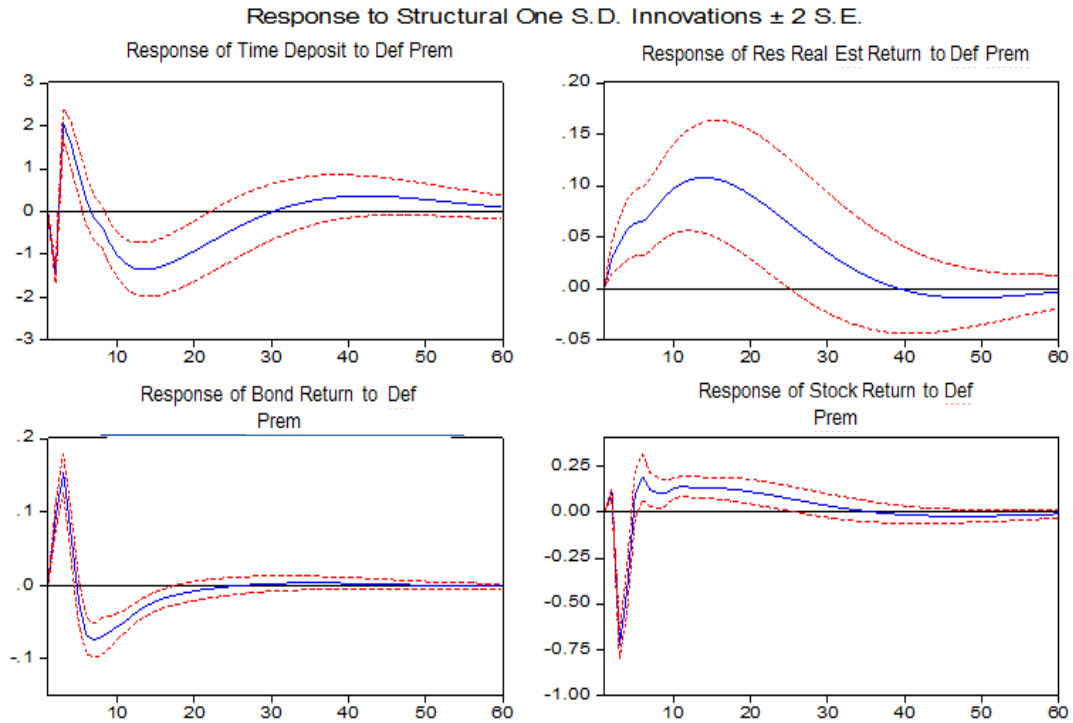 Response to Structural One S.D. Innovations ± 2 S.E.
Response of Time Deposit to Def Prem
3
2
1
0
-1
-2
-3
10 20 30 40 50 60
Response of Res Real Est Return to Def Prem
.20
.15
.10
.05
.00
-.05
10 20 30 40 50 60
Response of Bond Return to Def
Prem
.2
.1
.0
-.1
10 20 30 40 50 60
Response of Stock Return to Def
Prem
0.25
0.00
-0.25
-0.50
-0.75
-1.00
10 20 30 40 50 60